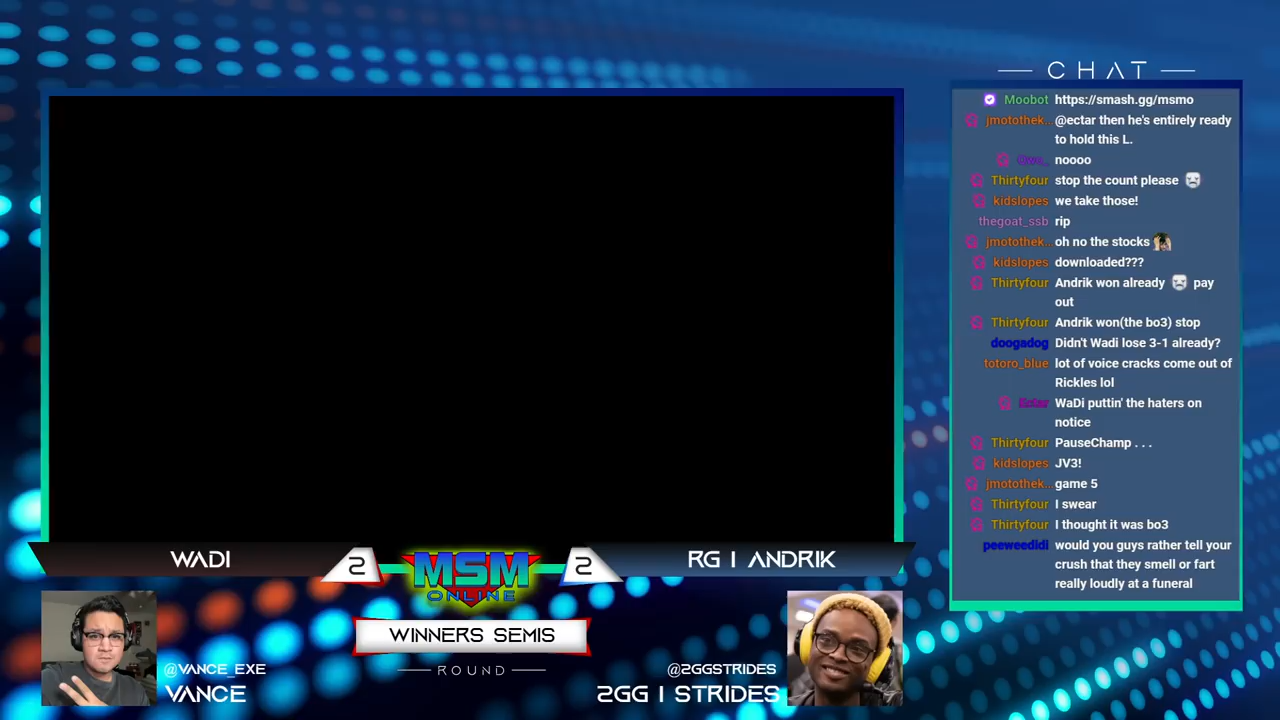 CHAT
Moobot https://smash.gg/msmo
jmotothek... @ectar then he's entirely ready
to hold this L.
noooo
Thirtyfour stop the count please
kidslopes we take those!
thegoat_ssb rip
jmotothek... oh no the stocks
kidslopes downloaded???
Thirtyfour Andrik won already pay
out
Thirtyfour Andrik won(the bo3) stop
doogadog Didn't Wadi lose 3-1 already?
totoro_blue lot of voice cracks come out of
Rickles lol
Ectar WaDi puttin' the haters on
notice
Thirtyfour PauseChamp . . .
kidslopes JV3!
jmotothek... game 5
Thirtyfour I swear
Thirtyfour I thought it was bo3
peeweedidi would you guys rather tell your
crush that they smell or fart
really loudly at a funeral
WADI 2 MSM 2 RG | ANDRIK
ONLINE
WINNERS SEMIS
ROUND
@VANCE_EXE
VANCE
@2GGSTRIDES
2GG | STRIDES